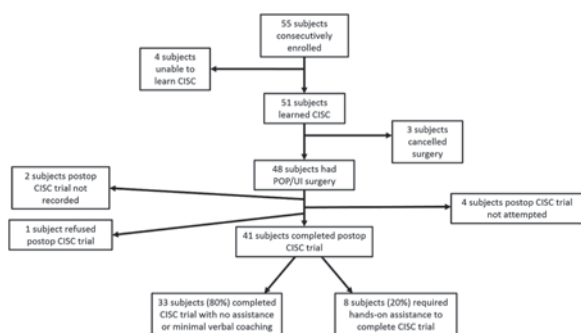 55 subjects
consecutively
enrolled
4 subjects
unable to
learn CISC
51 subjects
learned CISC
3 subjects
cancelled
surgery
48 subjects had
POP/UI surgery
2 subjects postop
CISC trial not
recorded
4 subjects postop CISC trial
not attempted
1 subject refused
postop CISC trial
41 subjects completed postop
CISC trial
33 subjects (80%) completed
CISC trial with no assistance
or minimal verbal coaching
8 subjects (20%) required
hands-on assistance to
complete CISC trial